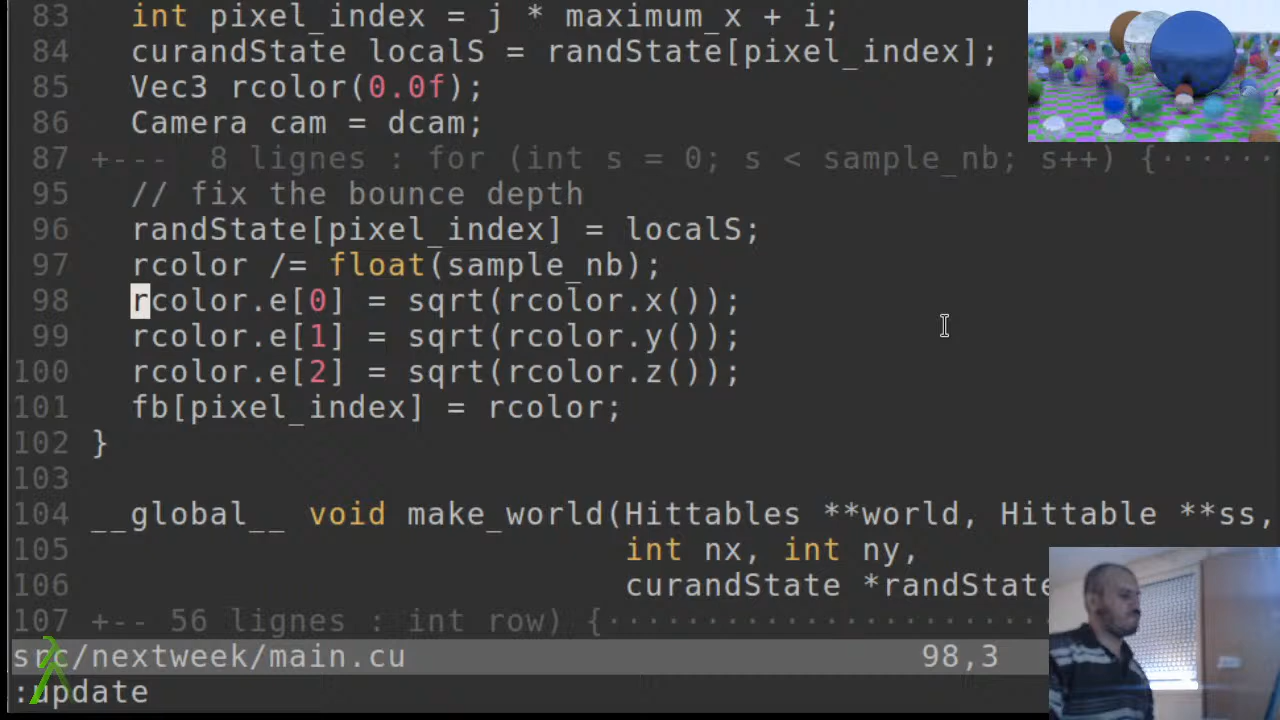 83 int pixel_index = j * maximum_x + i;
84 curandState localS = randState[pixel_index];
85 Vec3 rcolor(0.0f);
86 Camera cam = dcam;
87 +--- 8 lignes : for (int s = 0; s < sample_nb; s++) {······
95 // fix the bounce depth
96 randState[pixel_index] = localS;
97 rcolor /= float(sample_nb);
98 rcolor.e[0] = sqrt(rcolor.x());
99 rcolor.e[1] = sqrt(rcolor.y());
100 rcolor.e[2] = sqrt(rcolor.z());
101 fb[pixel_index] = rcolor;
102 }
103
104 __global__ void make_world(Hittables **world, Hittable **ss,
105 int nx, int ny,
106 curandState *randState
107 +-- 56 lignes : int row) {·······················
src/nextweek/main.cu 98,3
:update